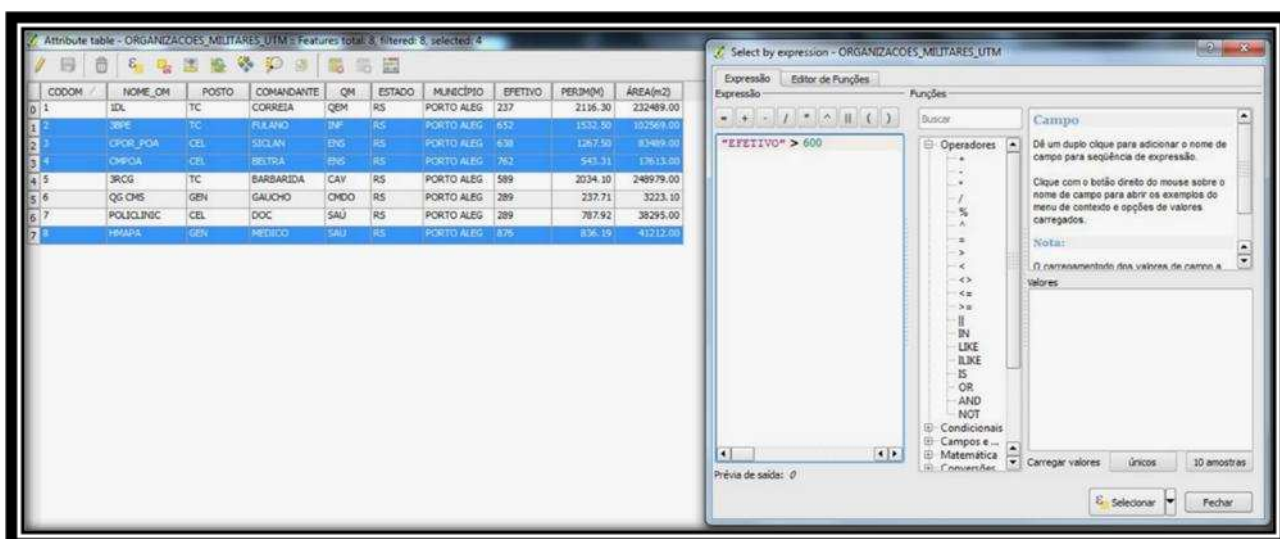 Attribute table - ORGANIZACOES_MILITARES_UTM :: Features total: 8, filtered: 8, selected: 4
CODOM / NOME_OM POSTO COMANDANTE QM ESTADO MUNICÍPIO EFETIVO PERIM(M) ÁREA(m2)
0 1 1DL TC CORREIA QEM RS PORTO ALEG 237 2116.30 232489.00
1 2 3BPE TC FULANO INF RS PORTO ALEG 652 1532.50 102569.00
2 3 CPOR_POA CEL SICLAN ENS RS PORTO ALEG 638 1267.50 83489.00
3 4 CMPOA CEL BELTRA ENS RS PORTO ALEG 762 543.31 17613.00
4 5 3RCG TC BARBARIDA CAV RS PORTO ALEG 589 2034.10 248979.00
5 6 QG CMS GEN GAUCHO CMDO RS PORTO ALEG 289 237.71 3223.10
6 7 POLICLINIC CEL DOC SAÚ RS PORTO ALEG 289 787.92 38295.00
7 8 HMAPA GEN MEDICO SAU RS PORTO ALEG 876 836.19 41212.00
Select by expression - ORGANIZACOES_MILITARES_UTM
Expressão Editor de Funções
Expressão
= + - / * ^ || ( )
"EFETIVO" > 600
Prévia de saída: 0
Funções
Buscar
Operadores
+
-
*
/
%
^
=
>
<
<>
<=
>=
||
IN
LIKE
ILIKE
IS
OR
AND
NOT
Condicionais
Campos e ...
Matemática
Conversões
Campo
Dê um duplo clique para adicionar o nome de
campo para seqüência de expressão.
Clique com o botão direito do mouse sobre o
nome de campo para abrir os exemplos do
menu de contexto e opções de valores
carregados.
Nota:
O carregamentodo dos valores de campo a
Valores
Carregar valores únicos 10 amostras
Selecionar Fechar